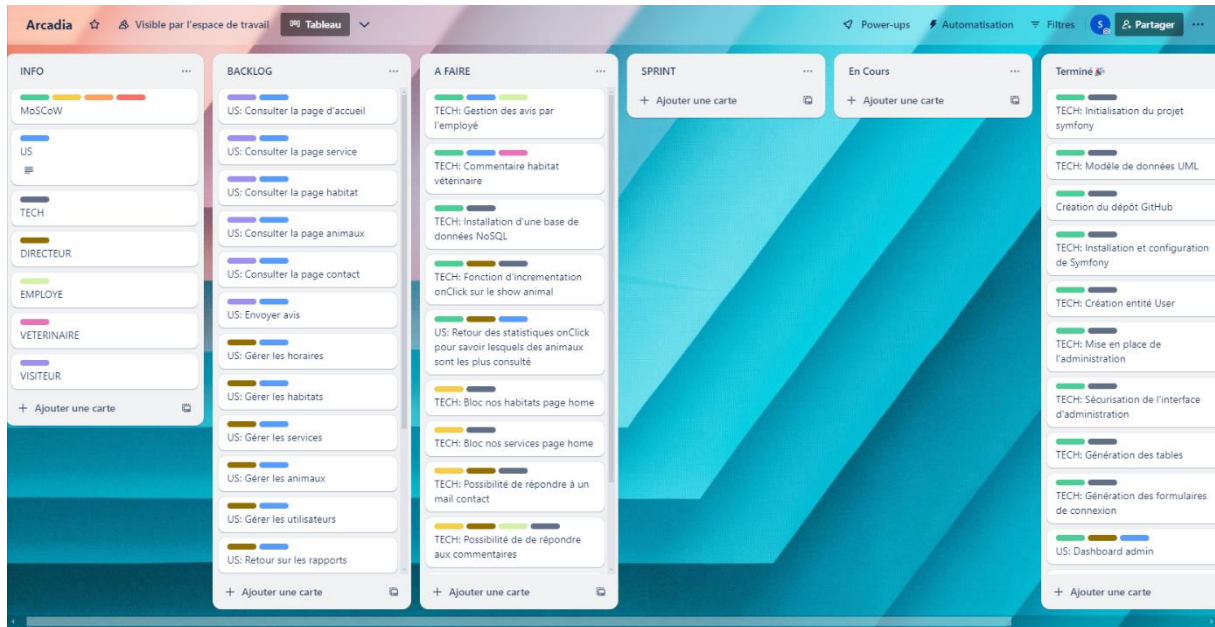 Arcadia
Visible par l'espace de travail
Tableau
Power-ups
Automatisation
Filtres
S
Partager
INFO
MoSCoW
US
TECH
DIRECTEUR
EMPLOYE
VETERINAIRE
VISITEUR
+ Ajouter une carte
BACKLOG
US: Consulter la page d'accueil
US: Consulter la page service
US: Consulter la page habitat
US: Consulter la page animaux
US: Consulter la page contact
US: Envoyer avis
US: Gérer les horaires
US: Gérer les habitats
US: Gérer les services
US: Gérer les animaux
US: Gérer les utilisateurs
US: Retour sur les rapports
+ Ajouter une carte
A FAIRE
TECH: Gestion des avis par
l'employé
TECH: Commentaire habitat
vétérinaire
TECH: Installation d'une base de
données NoSQL
TECH: Fonction d'incrementation
onClick sur le show animal
US: Retour des statistiques onClick
pour savoir lesquels des animaux
sont les plus consulté
TECH: Bloc nos habitats page home
TECH: Bloc nos services page home
TECH: Possibilité de répondre à un
mail contact
TECH: Possibilité de de répondre
aux commentaires
+ Ajouter une carte
SPRINT
+ Ajouter une carte
En Cours
+ Ajouter une carte
Terminé🎉
TECH: Initialisation du projet
symfony
TECH: Modèle de données UML
Création du dépôt GitHub
TECH: Installation et configuration
de Symfony
TECH: Création entité User
TECH: Mise en place de
l'administration
TECH: Sécurisation de l'interface
d'administration
TECH: Génération des tables
TECH: Génération des formulaires
de connexion
US: Dashboard admin
+ Ajouter une carte